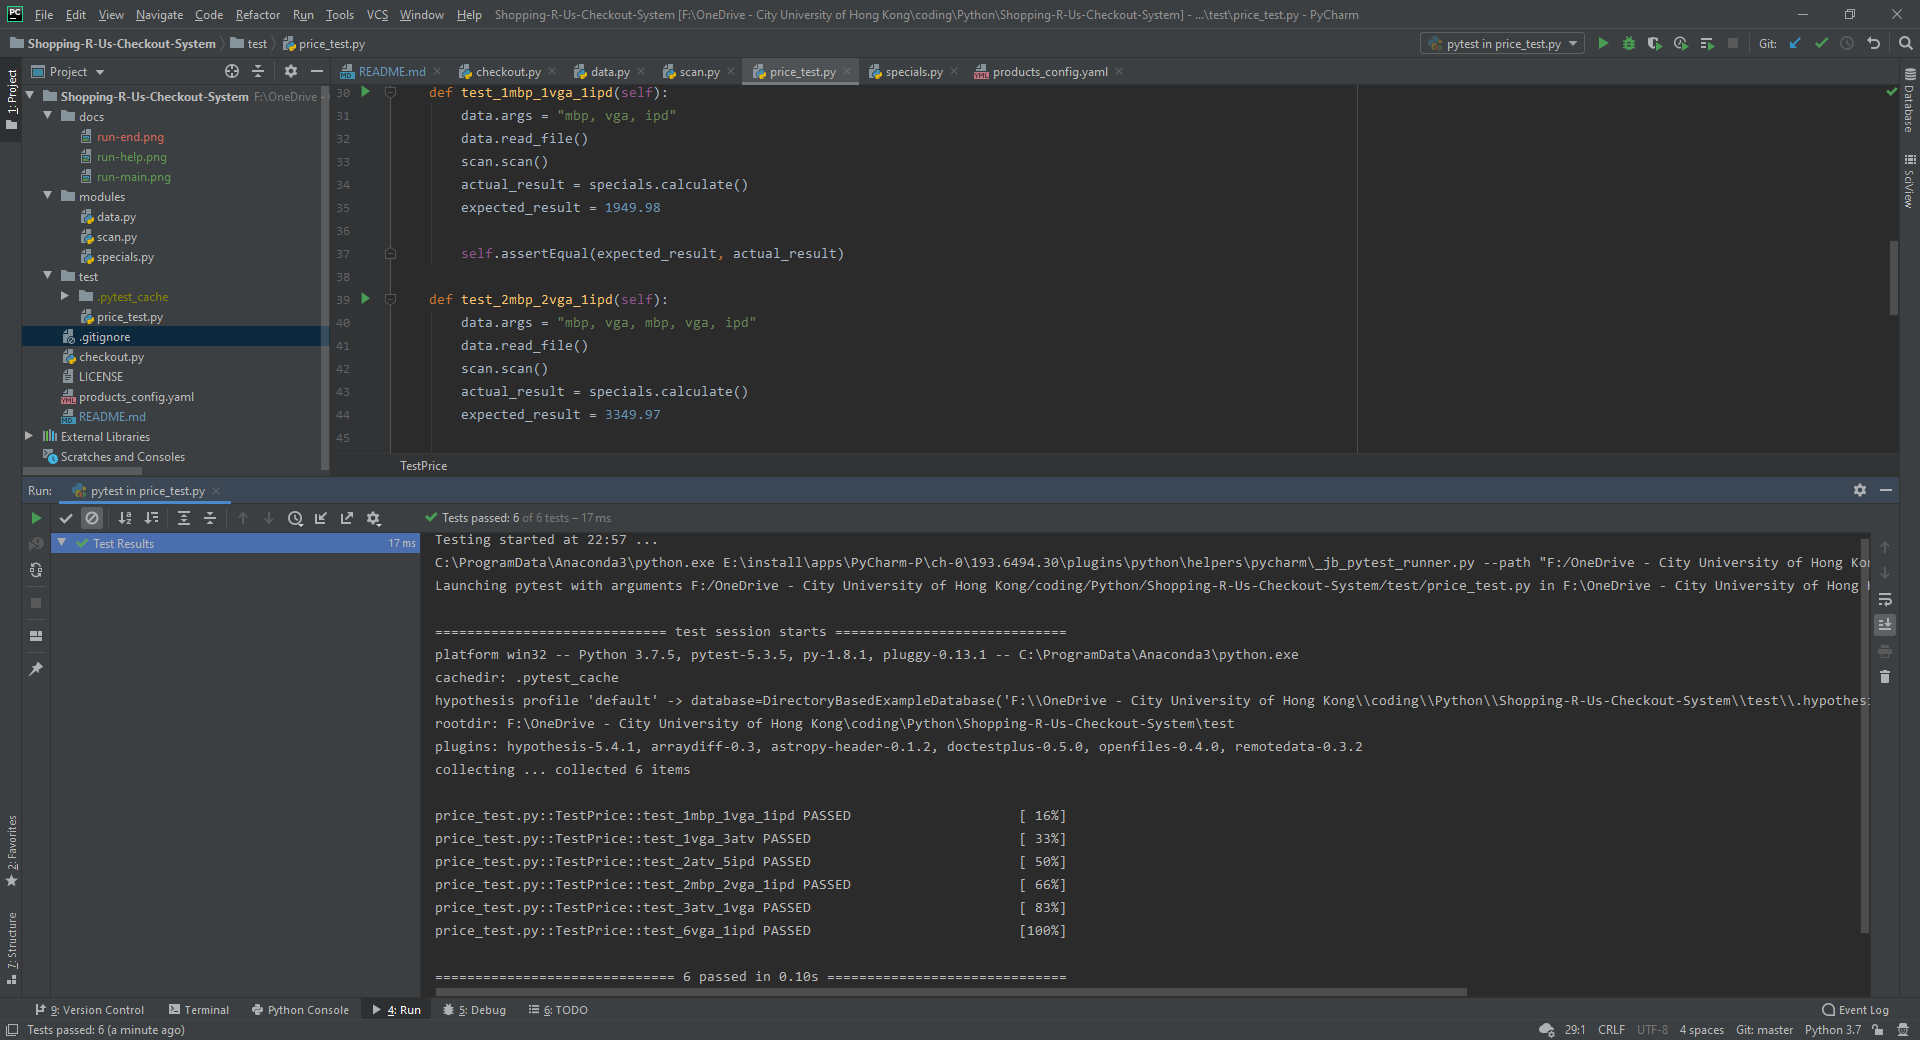 PC File Edit View Navigate Code Refactor Run Tools VCS Window Help Shopping-R-Us-Checkout-System [F:\OneDrive - City University of Hong Kong\coding\Python\Shopping-R-Us-Checkout-System] - ...\test\price_test.py - PyCharm
Shopping-R-Us-Checkout-System test price_test.py pytest in price_test.py Git:
1: Project
Project
README.md checkout.py data.py scan.py price_test.py specials.py products_config.yaml
Shopping-R-Us-Checkout-System F:\OneDrive -
docs
run-end.png
run-help.png
run-main.png
modules
data.py
scan.py
specials.py
test
.pytest_cache
price_test.py
.gitignore
checkout.py
LICENSE
products_config.yaml
README.md
External Libraries
Scratches and Consoles
30 def test_1mbp_1vga_1ipd(self):
31 data.args = "mbp, vga, ipd"
32 data.read_file()
33 scan.scan()
34 actual_result = specials.calculate()
35 expected_result = 1949.98
36
37 self.assertEqual(expected_result, actual_result)
38
39 def test_2mbp_2vga_1ipd(self):
40 data.args = "mbp, vga, mbp, vga, ipd"
41 data.read_file()
42 scan.scan()
43 actual_result = specials.calculate()
44 expected_result = 3349.97
45
TestPrice
Database
SciView
Run: pytest in price_test.py
Tests passed: 6 of 6 tests – 17 ms
Test Results 17 ms
Testing started at 22:57 ...
C:\ProgramData\Anaconda3\python.exe E:\install\apps\PyCharm-P\ch-0\193.6494.30\plugins\python\helpers\pycharm\_jb_pytest_runner.py --path "F:/OneDrive - City University of Hong Ko
Launching pytest with arguments F:/OneDrive - City University of Hong Kong/coding/Python/Shopping-R-Us-Checkout-System/test/price_test.py in F:\OneDrive - City University of Hong K
============================= test session starts =============================
platform win32 -- Python 3.7.5, pytest-5.3.5, py-1.8.1, pluggy-0.13.1 -- C:\ProgramData\Anaconda3\python.exe
cachedir: .pytest_cache
hypothesis profile 'default' -> database=DirectoryBasedExampleDatabase('F:\\OneDrive - City University of Hong Kong\\coding\\Python\\Shopping-R-Us-Checkout-System\\test\\.hypothesi
rootdir: F:\OneDrive - City University of Hong Kong\coding\Python\Shopping-R-Us-Checkout-System\test
plugins: hypothesis-5.4.1, arraydiff-0.3, astropy-header-0.1.2, doctestplus-0.5.0, openfiles-0.4.0, remotedata-0.3.2
collecting ... collected 6 items
price_test.py::TestPrice::test_1mbp_1vga_1ipd PASSED [ 16%]
price_test.py::TestPrice::test_1vga_3atv PASSED [ 33%]
price_test.py::TestPrice::test_2atv_5ipd PASSED [ 50%]
price_test.py::TestPrice::test_2mbp_2vga_1ipd PASSED [ 66%]
price_test.py::TestPrice::test_3atv_1vga PASSED [ 83%]
price_test.py::TestPrice::test_6vga_1ipd PASSED [100%]
============================== 6 passed in 0.10s ==============================
2: Favorites
7: Structure
9: Version Control Terminal Python Console 4: Run 5: Debug 6: TODO Event Log
Tests passed: 6 (a minute ago) 29:1 CRLF UTF-8 4 spaces Git: master Python 3.7